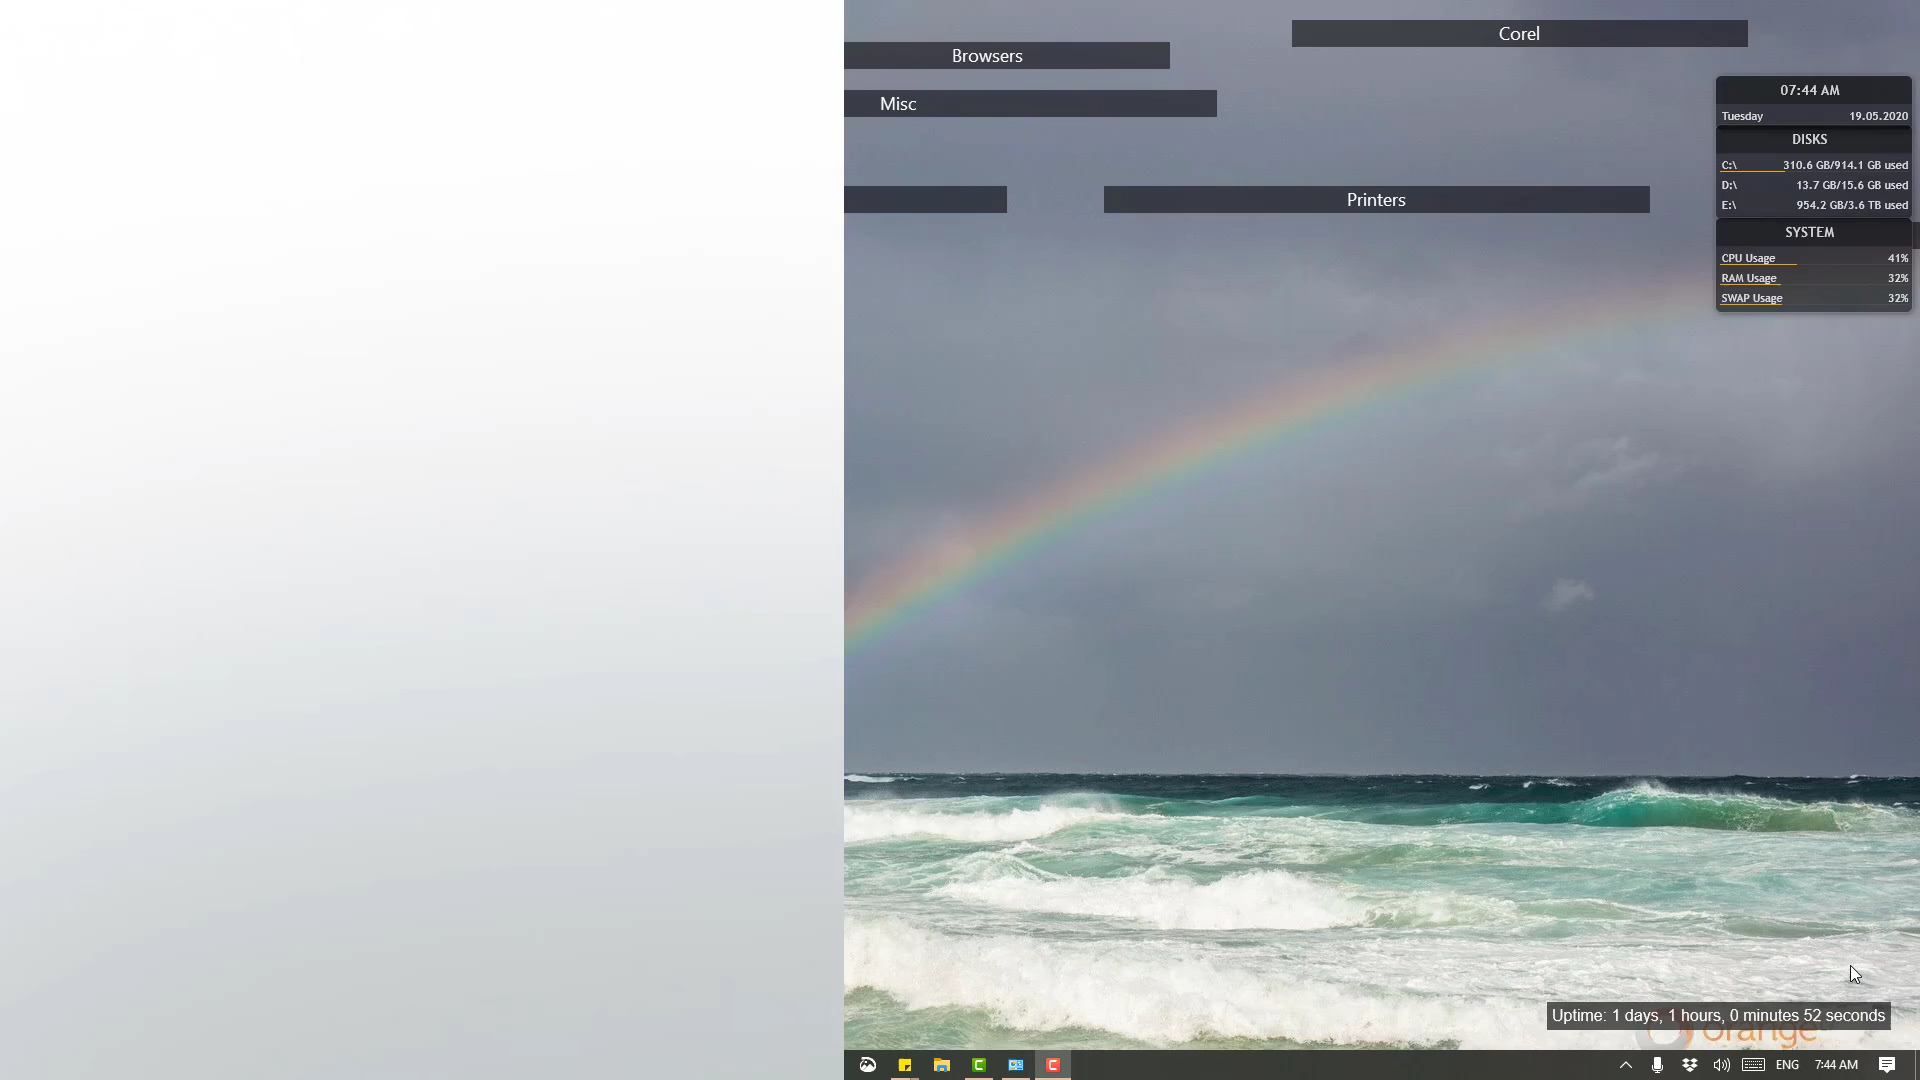 Corel
Browsers
Misc
Printers
07:44 AM
Tuesday 19.05.2020
DISKS
C:\ 310.6 GB/914.1 GB used
D:\ 13.7 GB/15.6 GB used
E:\ 954.2 GB/3.6 TB used
SYSTEM
CPU Usage 41%
RAM Usage 32%
SWAP Usage 32%
Uptime: 1 days, 1 hours, 0 minutes 52 seconds
orange
ENG 7:44 AM